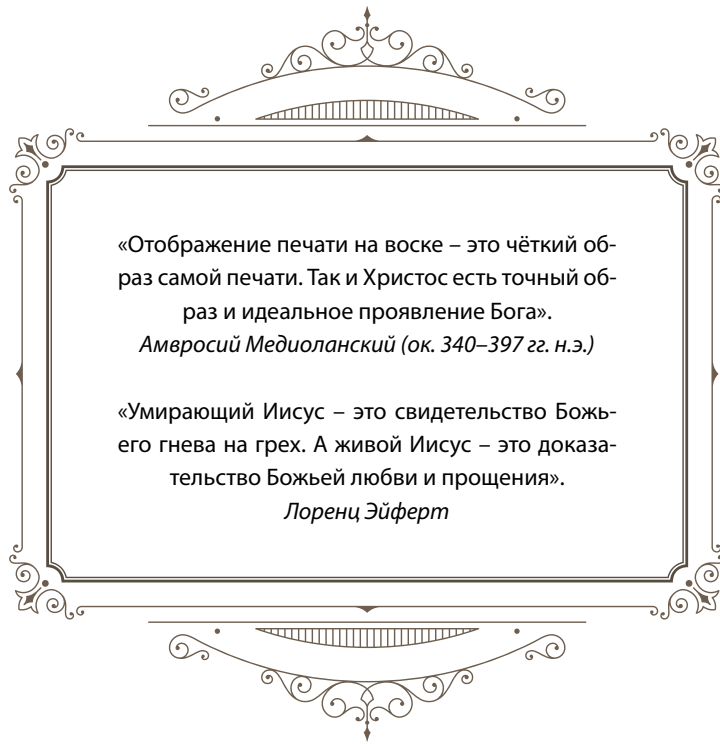 «Отображение печати на воске – это чёткий об-
раз самой печати. Так и Христос есть точный об-
раз и идеальное проявление Бога».
Амвросий Медиоланский (ок. 340–397 гг. н.э.)
«Умирающий Иисус – это свидетельство Божь-
его гнева на грех. А живой Иисус – это доказа-
тельство Божьей любви и прощения».
Лоренц Эйферт